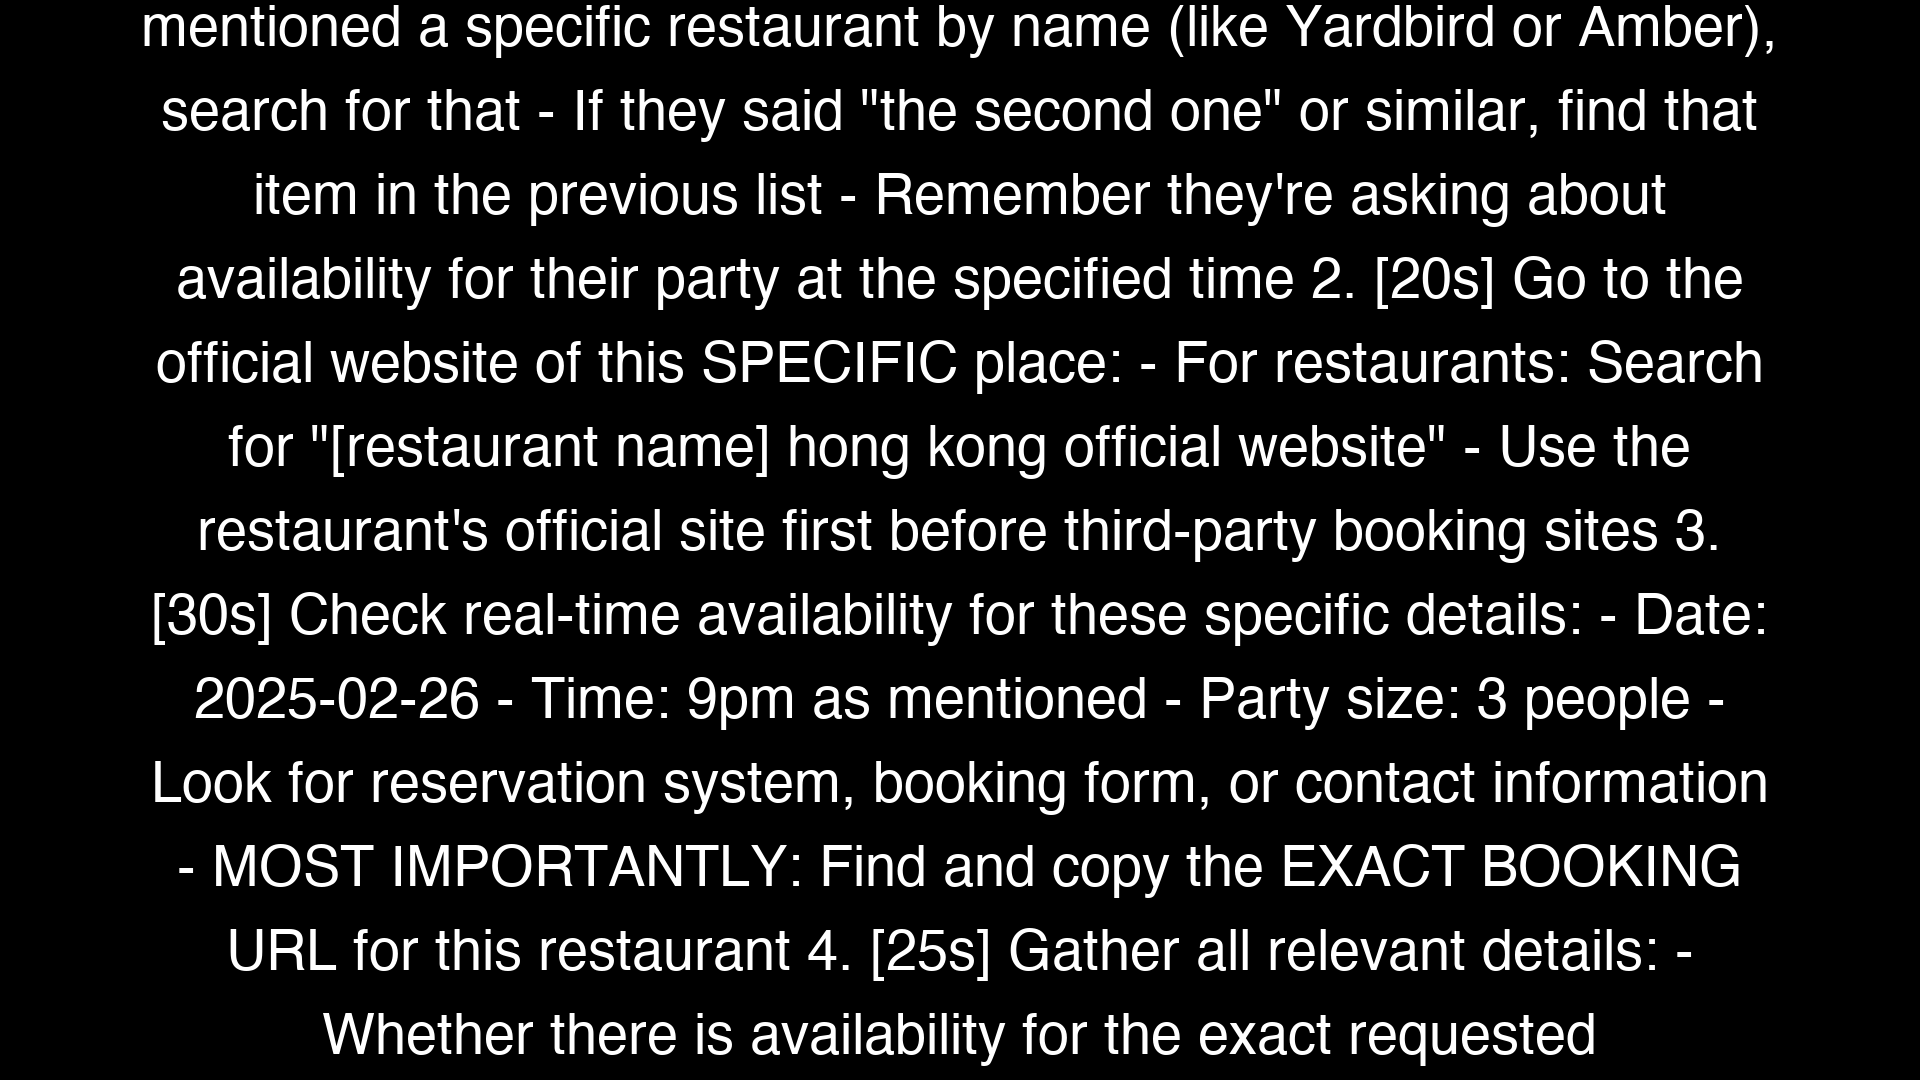 mentioned a specific restaurant by name (like Yardbird or Amber),
search for that - If they said "the second one" or similar, find that
item in the previous list - Remember they're asking about
availability for their party at the specified time 2. [20s] Go to the
official website of this SPECIFIC place: - For restaurants: Search
for "[restaurant name] hong kong official website" - Use the
restaurant's official site first before third-party booking sites 3.
[30s] Check real-time availability for these specific details: - Date:
2025-02-26 - Time: 9pm as mentioned - Party size: 3 people -
Look for reservation system, booking form, or contact information
- MOST IMPORTANTLY: Find and copy the EXACT BOOKING
URL for this restaurant 4. [25s] Gather all relevant details: -
Whether there is availability for the exact requested